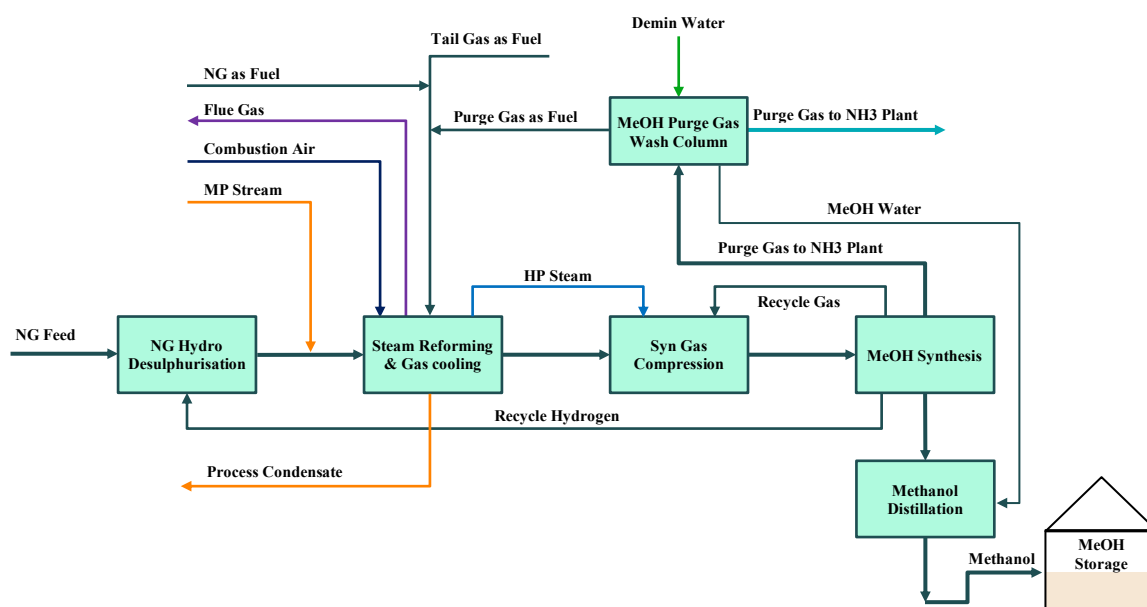 Demin Water
Tail Gas as Fuel
NG as Fuel
Flue Gas
Purge Gas as Fuel
MeOH Purge Gas
Wash Column
Purge Gas to NH3 Plant
Combustion Air
MP Stream
MeOH Water
Purge Gas to NH3 Plant
HP Steam
Recycle Gas
NG Feed
NG Hydro
Desulphurisation
Steam Reforming
& Gas cooling
Syn Gas
Compression
MeOH Synthesis
Recycle Hydrogen
Process Condensate
Methanol
Distillation
Methanol
MeOH
Storage